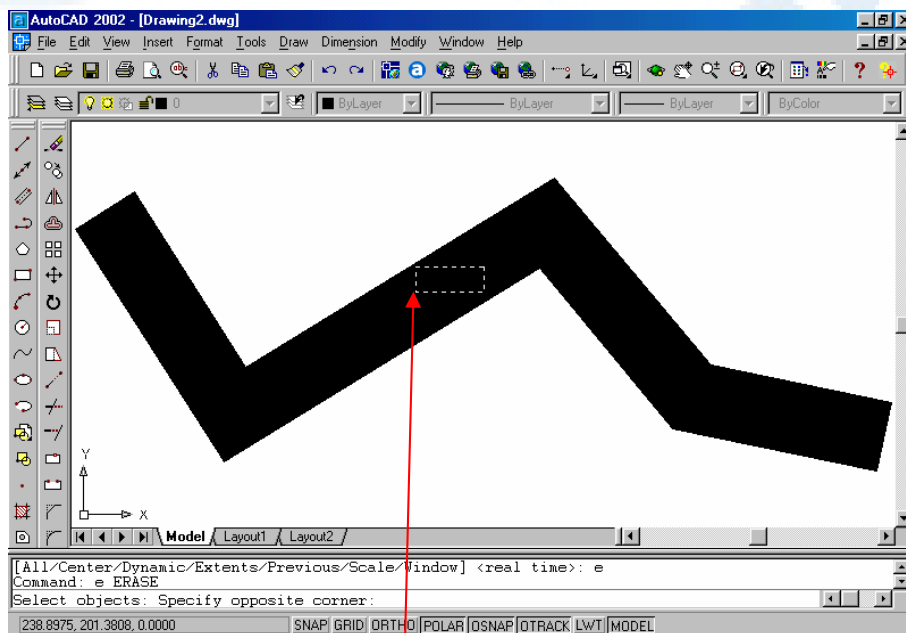 AutoCAD 2002 - [Drawing2.dwg]
File Edit View Insert Format Tools Draw Dimension Modify Window Help
0 ByLayer ByLayer ByLayer ByColor
Y
X
Model Layout1 Layout2
[All/Center/Dynamic/Extents/Previous/Scale/Window] <real time>: e
Command: e ERASE
Select objects: Specify opposite corner:
238.8975, 201.3808, 0.0000 SNAP GRID ORTHO POLAR OSNAP OTRACK LWT MODEL